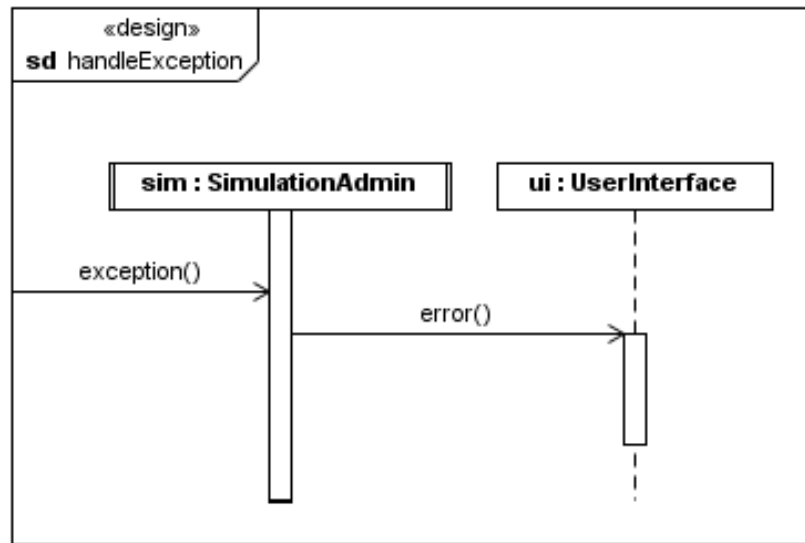 «design»
sd handleException
sim : SimulationAdmin
ui : UserInterface
exception()
error()